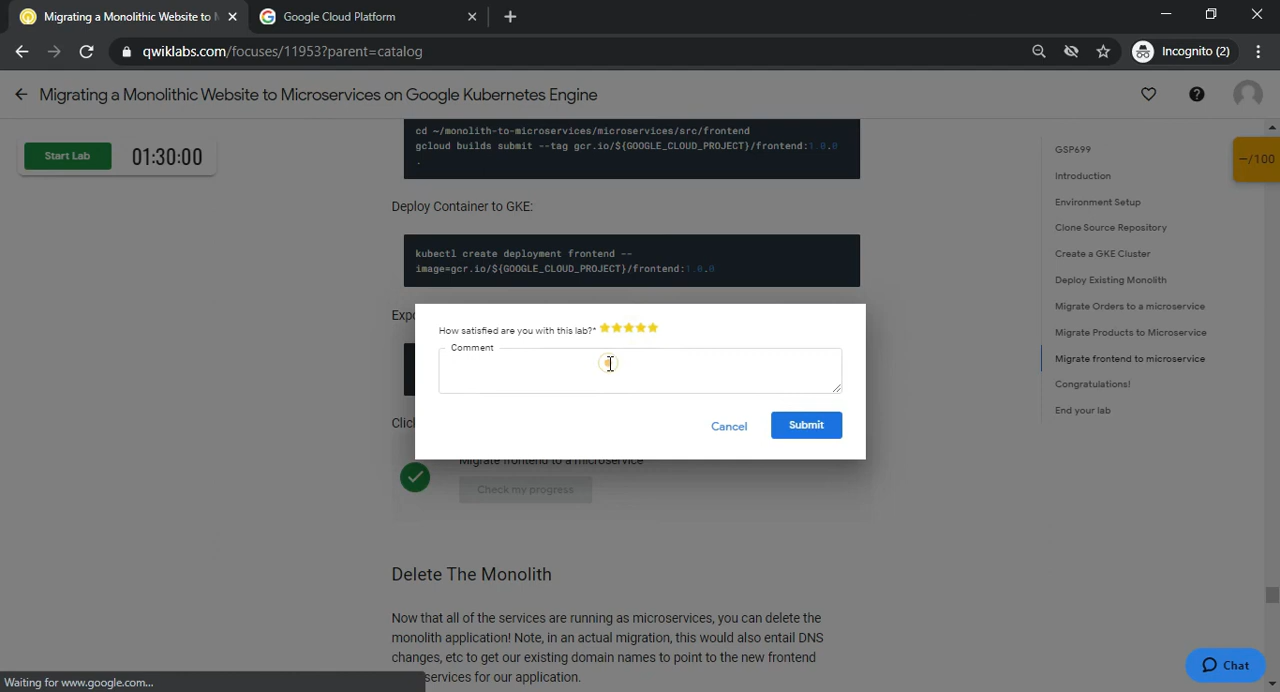 Migrating a Monolithic Website to
Google Cloud Platform
qwiklabs.com/focuses/11953?parent=catalog
Incognito (2)
Migrating a Monolithic Website to Microservices on Google Kubernetes Engine
Start Lab
01:30:00
cd ~/monolith-to-microservices/microservices/src/frontend
gcloud builds submit --tag gcr.io/${GOOGLE_CLOUD_PROJECT}/frontend:1.0.0
.
Deploy Container to GKE:
kubectl create deployment frontend --
image=gcr.io/${GOOGLE_CLOUD_PROJECT}/frontend:1.0.0
Expo
How satisfied are you with this lab?*
Comment
Cancel
Submit
Clic
Migrate frontend to a microservice
Check my progress
Delete The Monolith
Now that all of the services are running as microservices, you can delete the
monolith application! Note, in an actual migration, this would also entail DNS
changes, etc to get our existing domain names to point to the new frontend
services for our application.
GSP699
Introduction
Environment Setup
Clone Source Repository
Create a GKE Cluster
Deploy Existing Monolith
Migrate Orders to a microservice
Migrate Products to Microservice
Migrate frontend to microservice
Congratulations!
End your lab
–/100
Chat
Waiting for www.google.com...